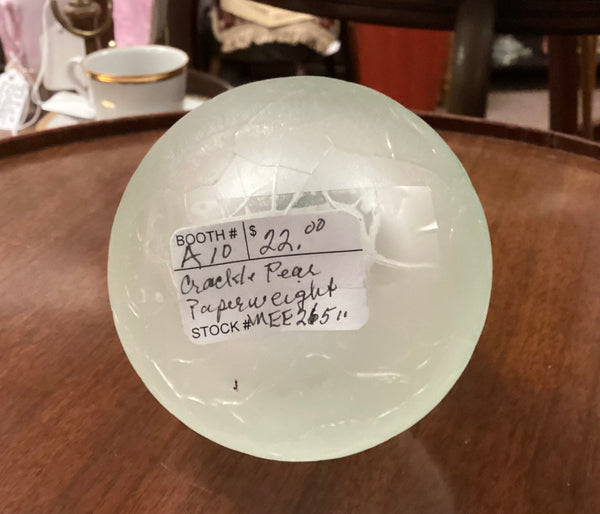 BOOTH # $
A10 22.00
Crackle Pear
Paperweight
STOCK # MEE265